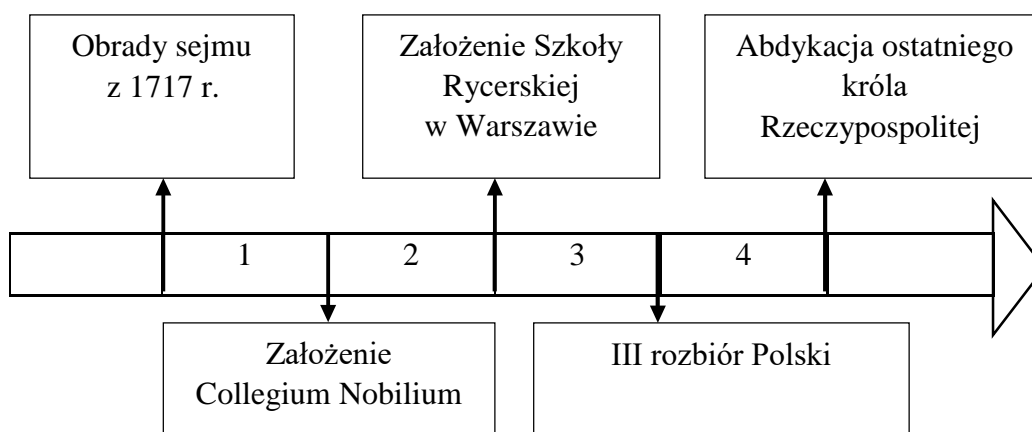 Obrady sejmu
z 1717 r.
Założenie Szkoły
Rycerskiej
w Warszawie
Abdykacja ostatniego
króla
Rzeczypospolitej
1 2 3 4
Założenie
Collegium Nobilium
III rozbiór Polski